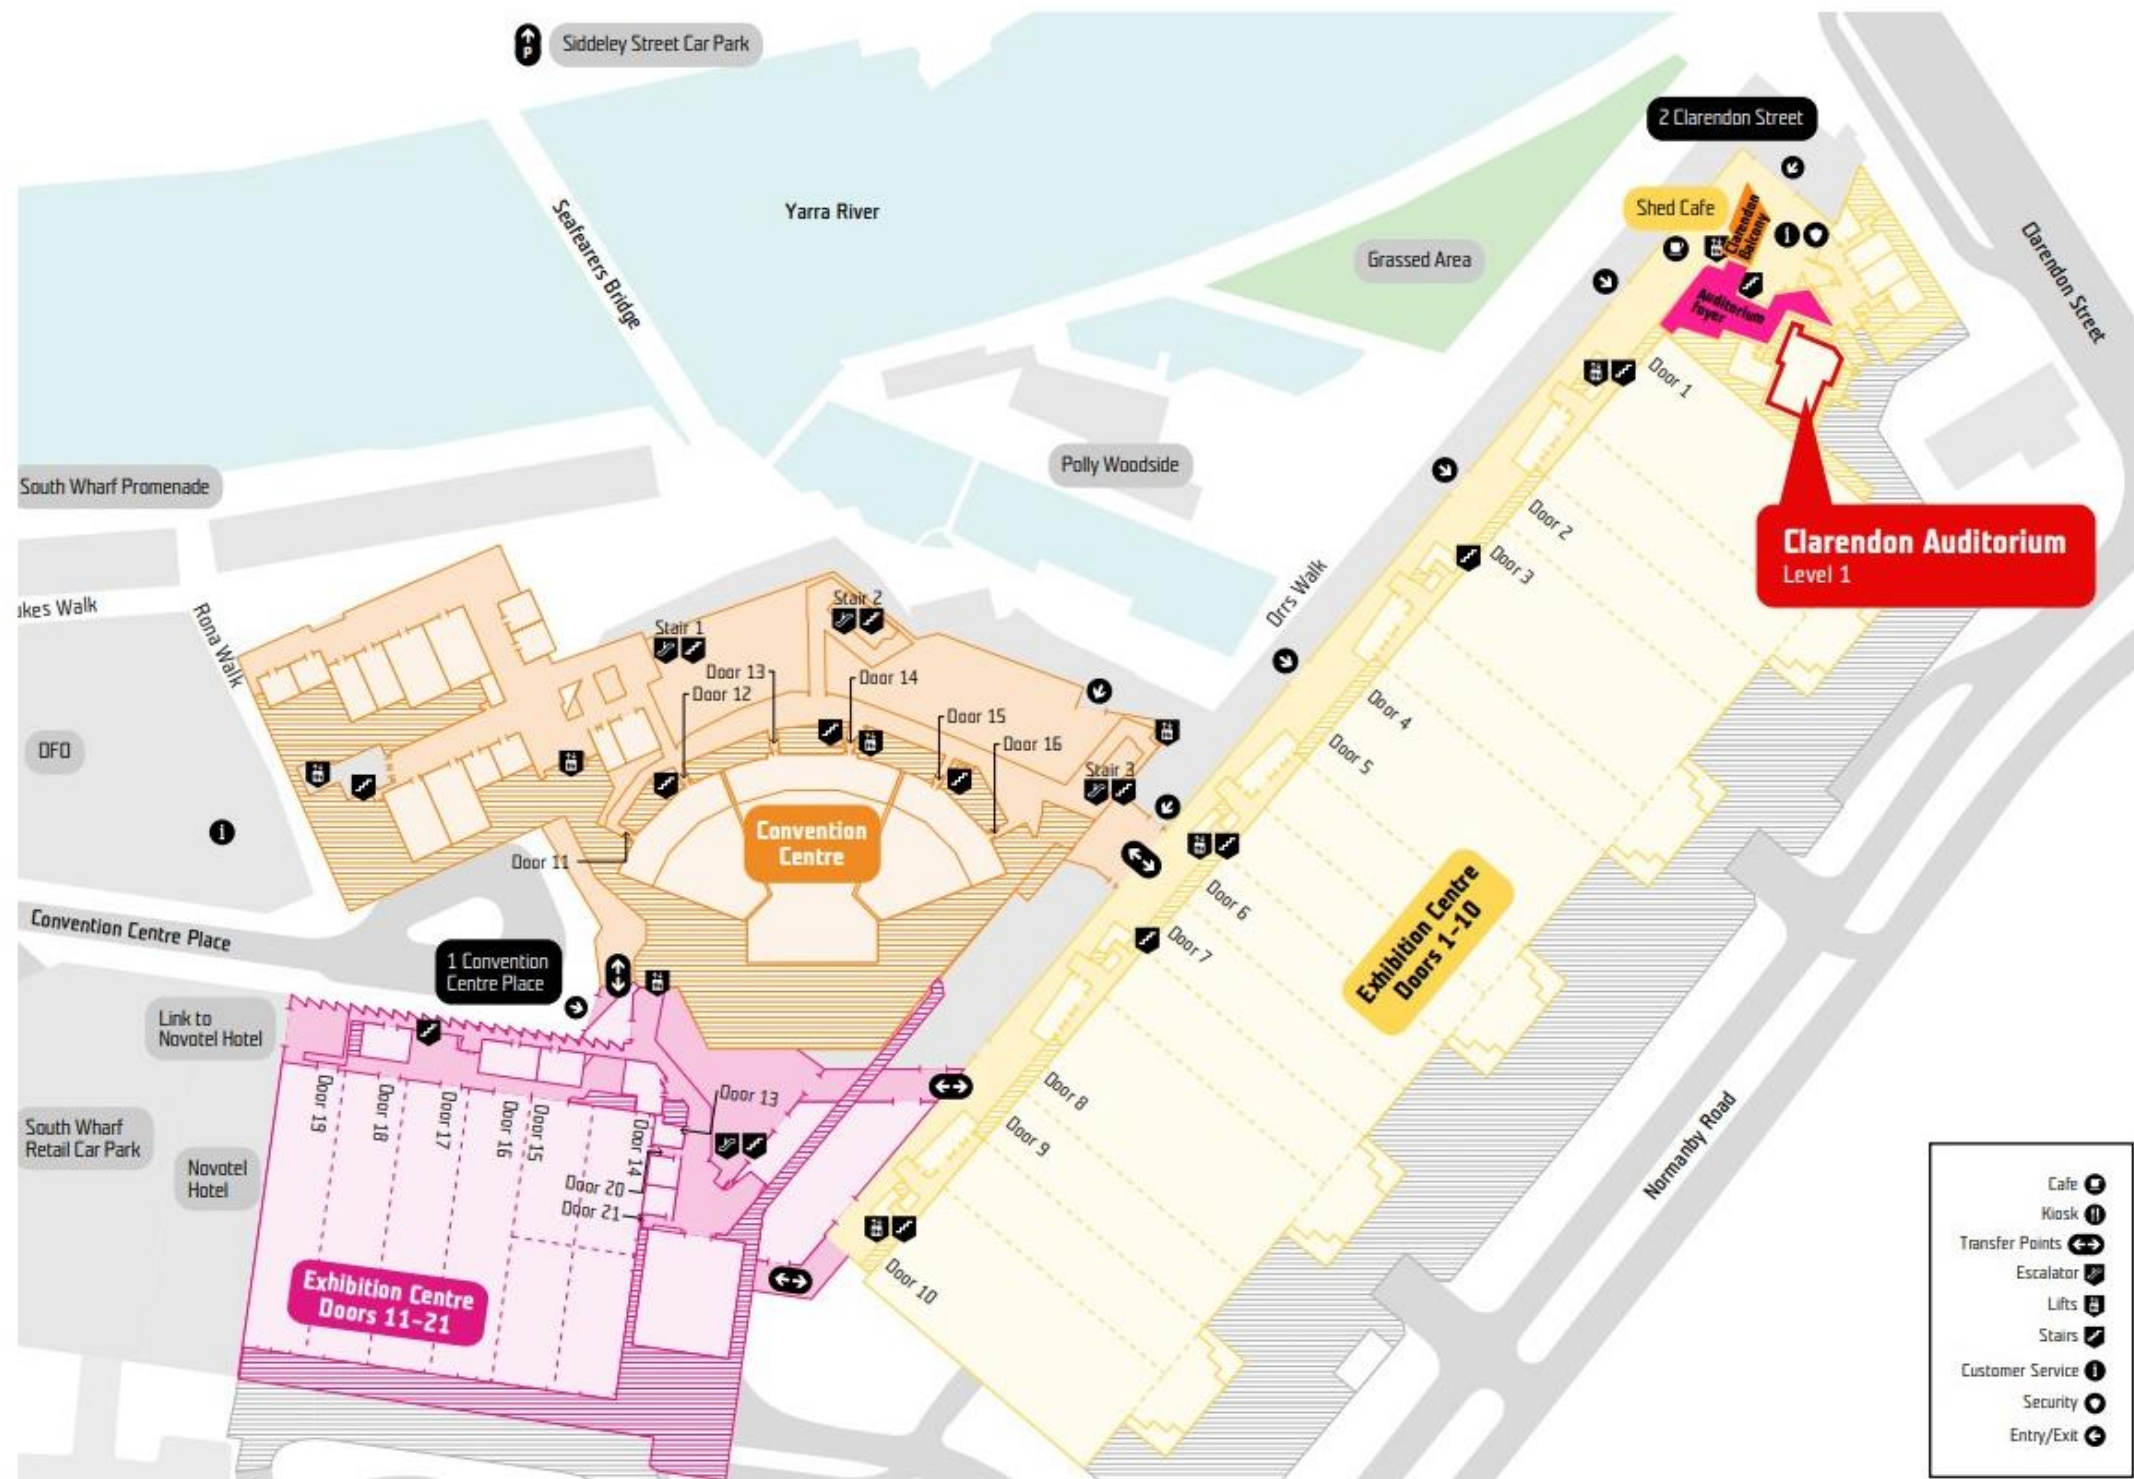 Siddeley Street Car Park
P
Yarra River
Seafearers Bridge
Grassed Area
2 Clarendon Street
Shed Cafe
Clarendon
Balcony
Auditorium
Foyer
Clarendon Street
Door 1
Clarendon Auditorium
Level 1
Polly Woodside
South Wharf Promenade
Door 2
Door 3
Orrs Walk
Rona Walk
Stair 2
Stair 1
Door 13
Door 12
Door 14
Door 15
Door 16
Stair 3
Door 4
Door 5
DFO
Convention
Centre
Door 11
Door 6
Door 7
Exhibition Centre
Doors 1-10
Convention Centre Place
1 Convention
Centre Place
Link to
Novotel Hotel
Door 19
Door 18
Door 17
Door 16
Door 15
Door 14
Door 13
Door 20
Door 21
Door 8
Door 9
Door 10
South Wharf
Retail Car Park
Novotel
Hotel
Exhibition Centre
Doors 11-21
Normanby Road
Cafe
Kiosk
Transfer Points
Escalator
Lifts
Stairs
Customer Service
Security
Entry/Exit